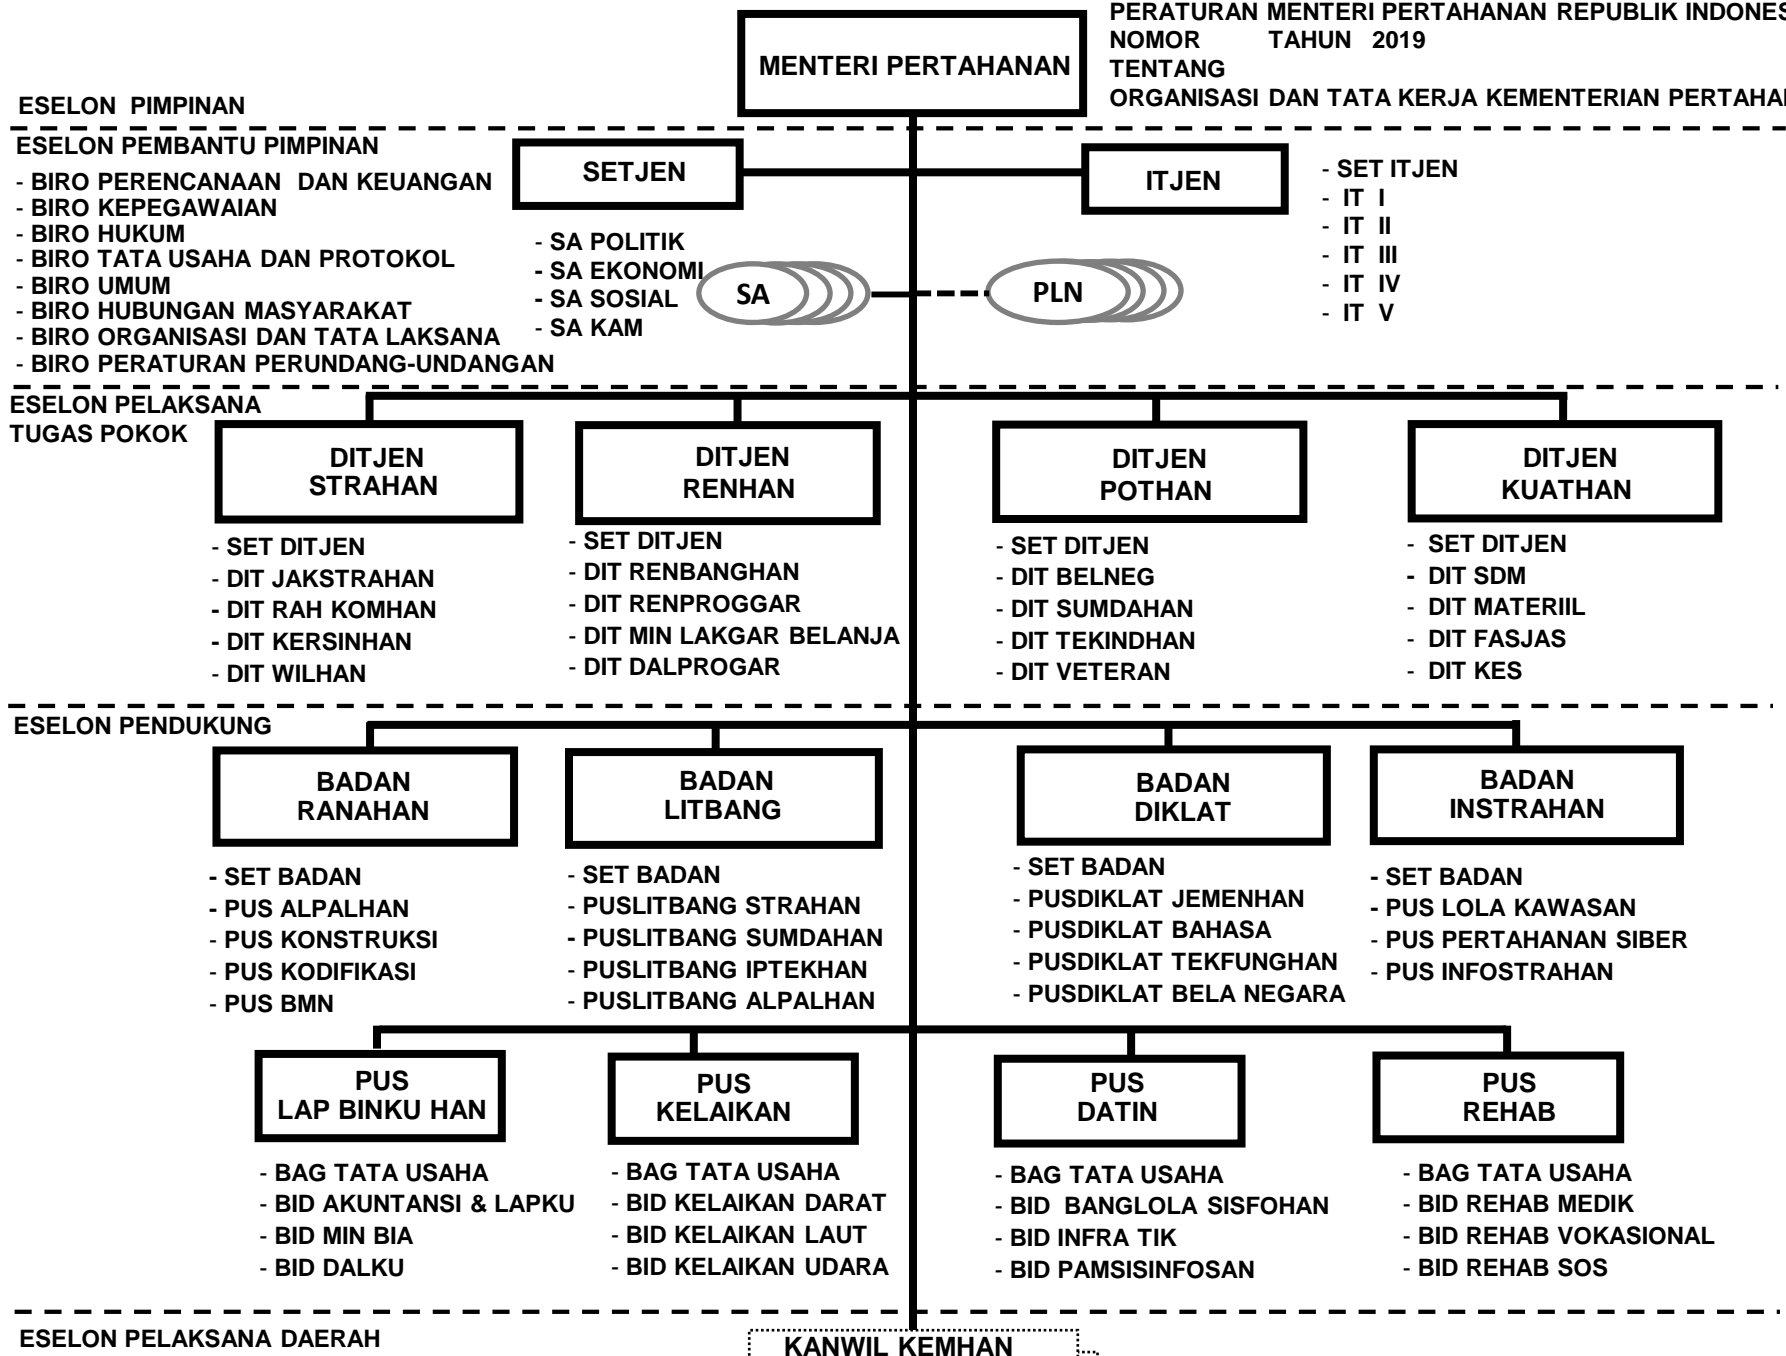 PERATURAN MENTERI PERTAHANAN REPUBLIK
NOMOR TAHUN 2019
TENTANG
ORGANISASI DAN TATA KERJA KEMENTERIAN
MENTERI PERTAHANAN
ESELON PIMPINAN
ESELON PEMBANTU PIMPINAN
- BIRO PERENCANAAN DAN KEUANGAN
- BIRO KEPEGAWAIAN
- BIRO HUKUM
- BIRO TATA USAHA DAN PROTOKOL
- BIRO UMUM
- BIRO HUBUNGAN MASYARAKAT
- BIRO ORGANISASI DAN TATA LAKSANA
- BIRO PERATURAN PERUNDANG-UNDANGAN
SETJEN
- SA POLITIK
- SA EKONOMI
- SA SOSIAL
- SA KAM
SA
PLN
ITJEN
- SET ITJEN
- IT I
- IT II
- IT III
- IT IV
- IT V
ESELON PELAKSANA
TUGAS POKOK
DITJEN
STRAHAN
- SET DITJEN
- DIT JAKSTRAHAN
- DIT RAH KOMHAN
- DIT KERSINHAN
- DIT WILHAN
DITJEN
RENHAN
- SET DITJEN
- DIT RENBANGHAN
- DIT RENPROGGAR
- DIT MIN LAKGAR BELANJA
- DIT DALPROGAR
DITJEN
POTHAN
- SET DITJEN
- DIT BELNEG
- DIT SUMDAHAN
- DIT TEKINDHAN
- DIT VETERAN
DITJEN
KUATHAN
- SET DITJEN
- DIT SDM
- DIT MATERIIL
- DIT FASJAS
- DIT KES
ESELON PENDUKUNG
BADAN
RANAHAN
- SET BADAN
- PUS ALPALHAN
- PUS KONSTRUKSI
- PUS KODIFIKASI
- PUS BMN
BADAN
LITBANG
- SET BADAN
- PUSLITBANG STRAHAN
- PUSLITBANG SUMDAHAN
- PUSLITBANG IPTEKHAN
- PUSLITBANG ALPALHAN
BADAN
DIKLAT
- SET BADAN
- PUSDIKLAT JEMENHAN
- PUSDIKLAT BAHASA
- PUSDIKLAT TEKFUNGHAN
- PUSDIKLAT BELA NEGARA
BADAN
INSTRAHAN
- SET BADAN
- PUS LOLA KAWASAN
- PUS PERTAHANAN SIBER
- PUS INFOSTRAHAN
PUS
LAP BINKU HAN
- BAG TATA USAHA
- BID AKUNTANSI & LAPKU
- BID MIN BIA
- BID DALKU
PUS
KELAIKAN
- BAG TATA USAHA
- BID KELAIKAN DARAT
- BID KELAIKAN LAUT
- BID KELAIKAN UDARA
PUS
DATIN
- BAG TATA USAHA
- BID BANGLOLA SISFOHAN
- BID INFRA TIK
- BID PAMSISINFOSAN
PUS
REHAB
- BAG TATA USAHA
- BID REHAB MEDIK
- BID REHAB VOKASIONAL
- BID REHAB SOS
ESELON PELAKSANA DAERAH
KANWIL KEMHAN